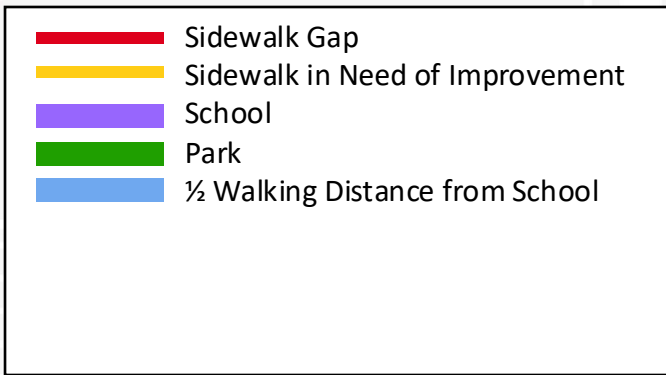 Sidewalk Gap
Sidewalk in Need of Improvement
School
Park
½ Walking Distance from School